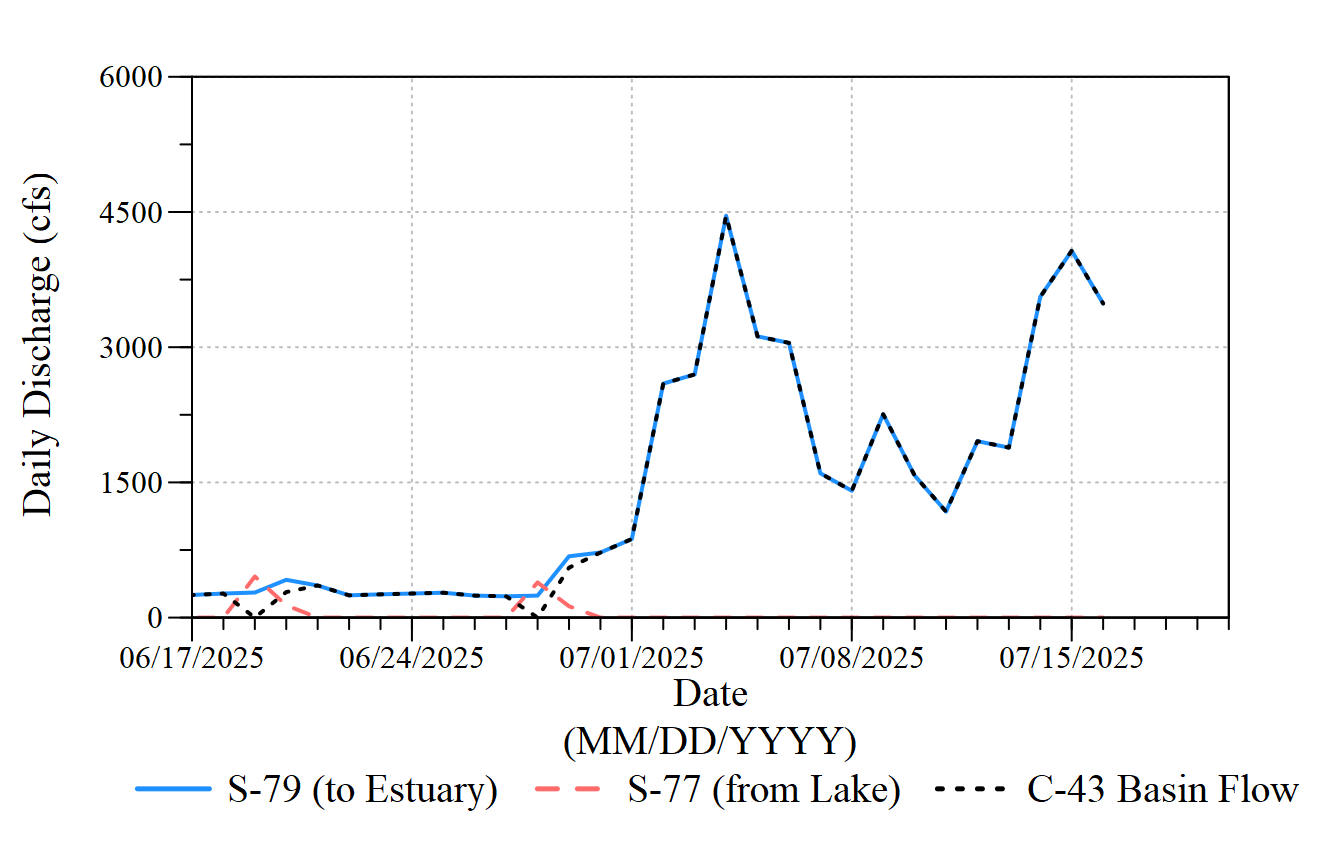 6000
4500
3000
1500
0
Daily Discharge (cfs)
06/17/2025 06/24/2025 07/01/2025 07/08/2025 07/15/2025
Date
(MM/DD/YYYY)
S-79 (to Estuary) S-77 (from Lake) C-43 Basin Flow